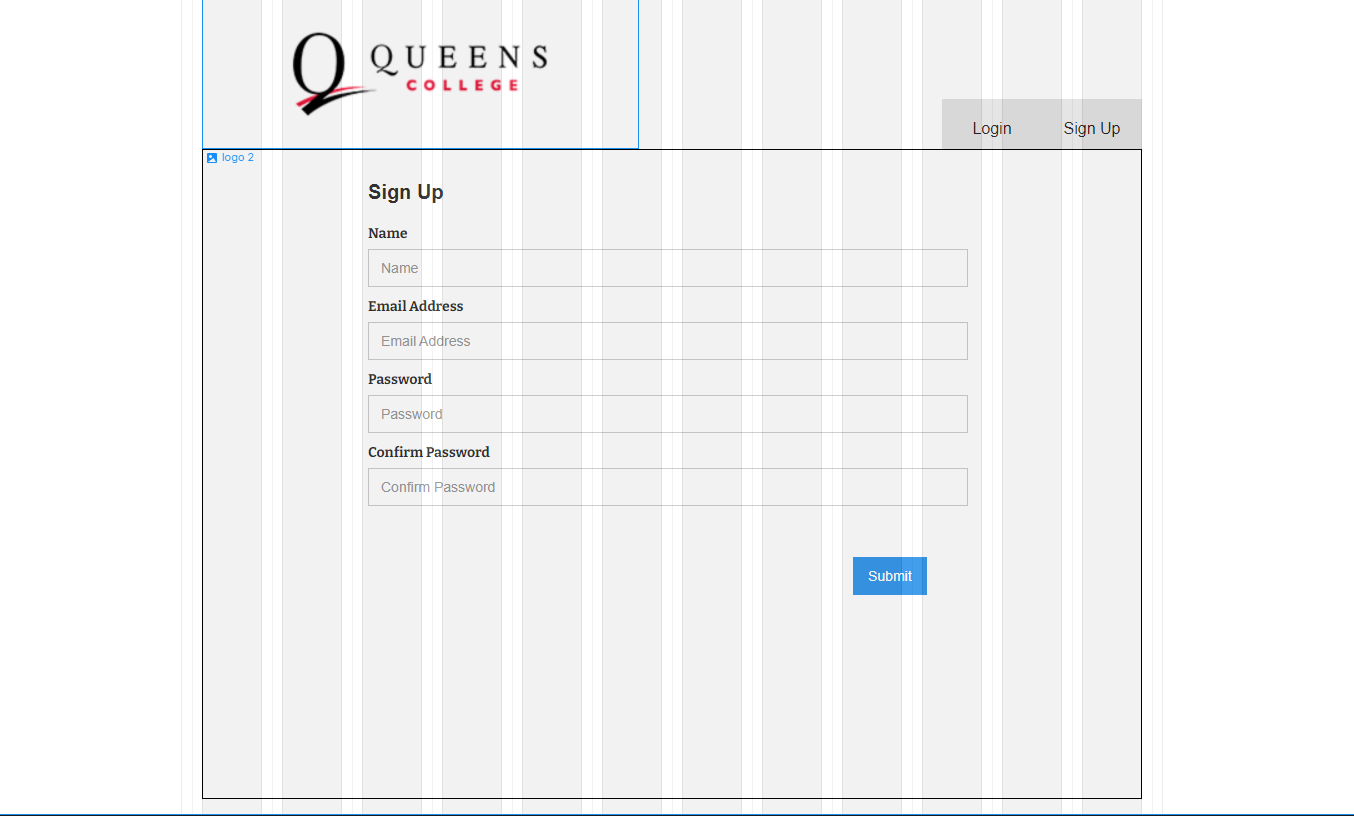 QUEENS
COLLEGE
Login Sign Up
logo 2
Sign Up
Name
Name
Email Address
Email Address
Password
Password
Confirm Password
Confirm Password
Submit